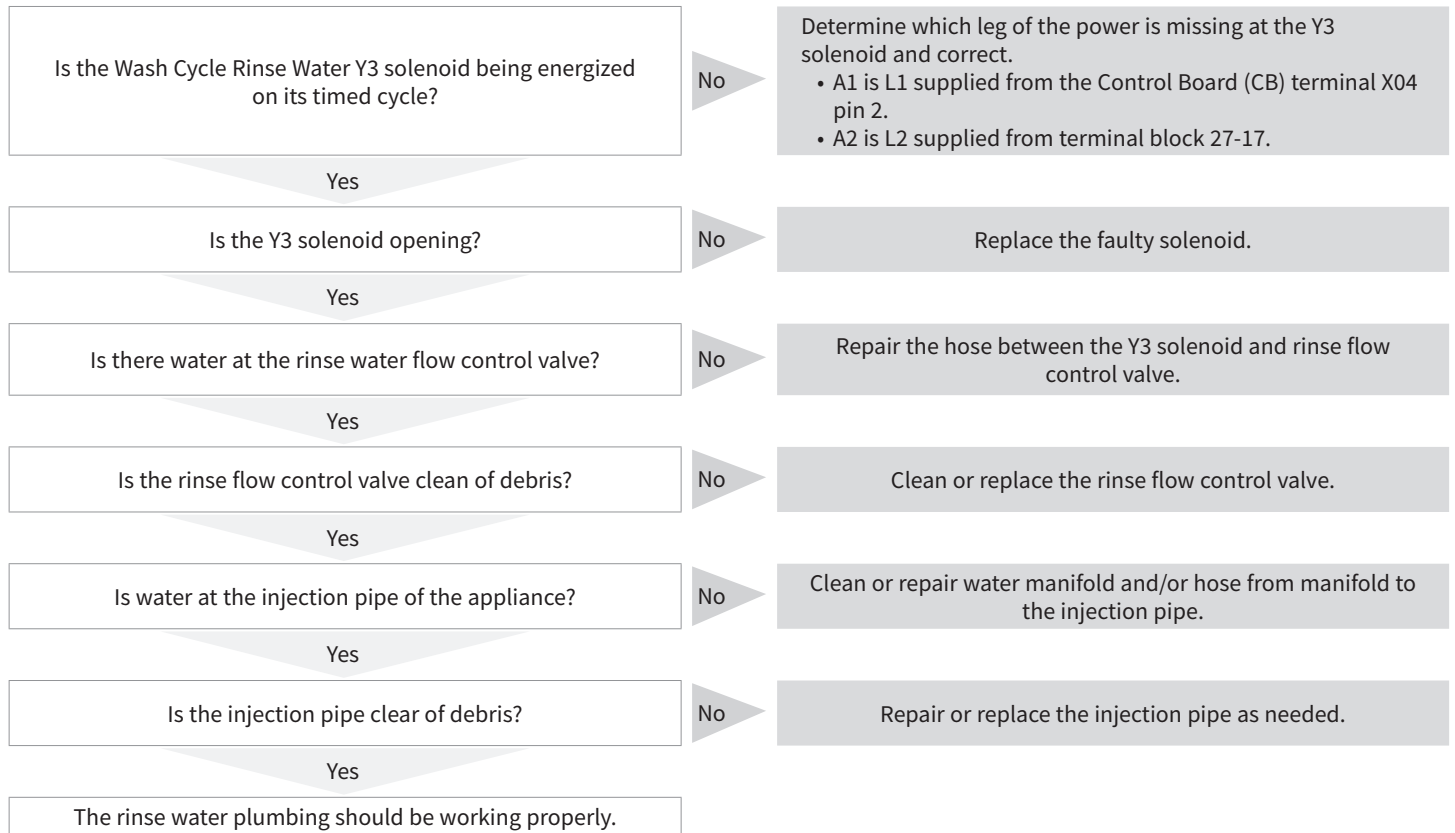 Is the Wash Cycle Rinse Water Y3 solenoid being energized
on its timed cycle?
No
Determine which leg of the power is missing at the Y3
solenoid and correct.
• A1 is L1 supplied from the Control Board (CB) terminal X04
pin 2.
• A2 is L2 supplied from terminal block 27-17.
Yes
Is the Y3 solenoid opening?
No
Replace the faulty solenoid.
Yes
Is there water at the rinse water flow control valve?
No
Repair the hose between the Y3 solenoid and rinse flow
control valve.
Yes
Is the rinse flow control valve clean of debris?
No
Clean or replace the rinse flow control valve.
Yes
Is water at the injection pipe of the appliance?
No
Clean or repair water manifold and/or hose from manifold to
the injection pipe.
Yes
Is the injection pipe clear of debris?
No
Repair or replace the injection pipe as needed.
Yes
The rinse water plumbing should be working properly.